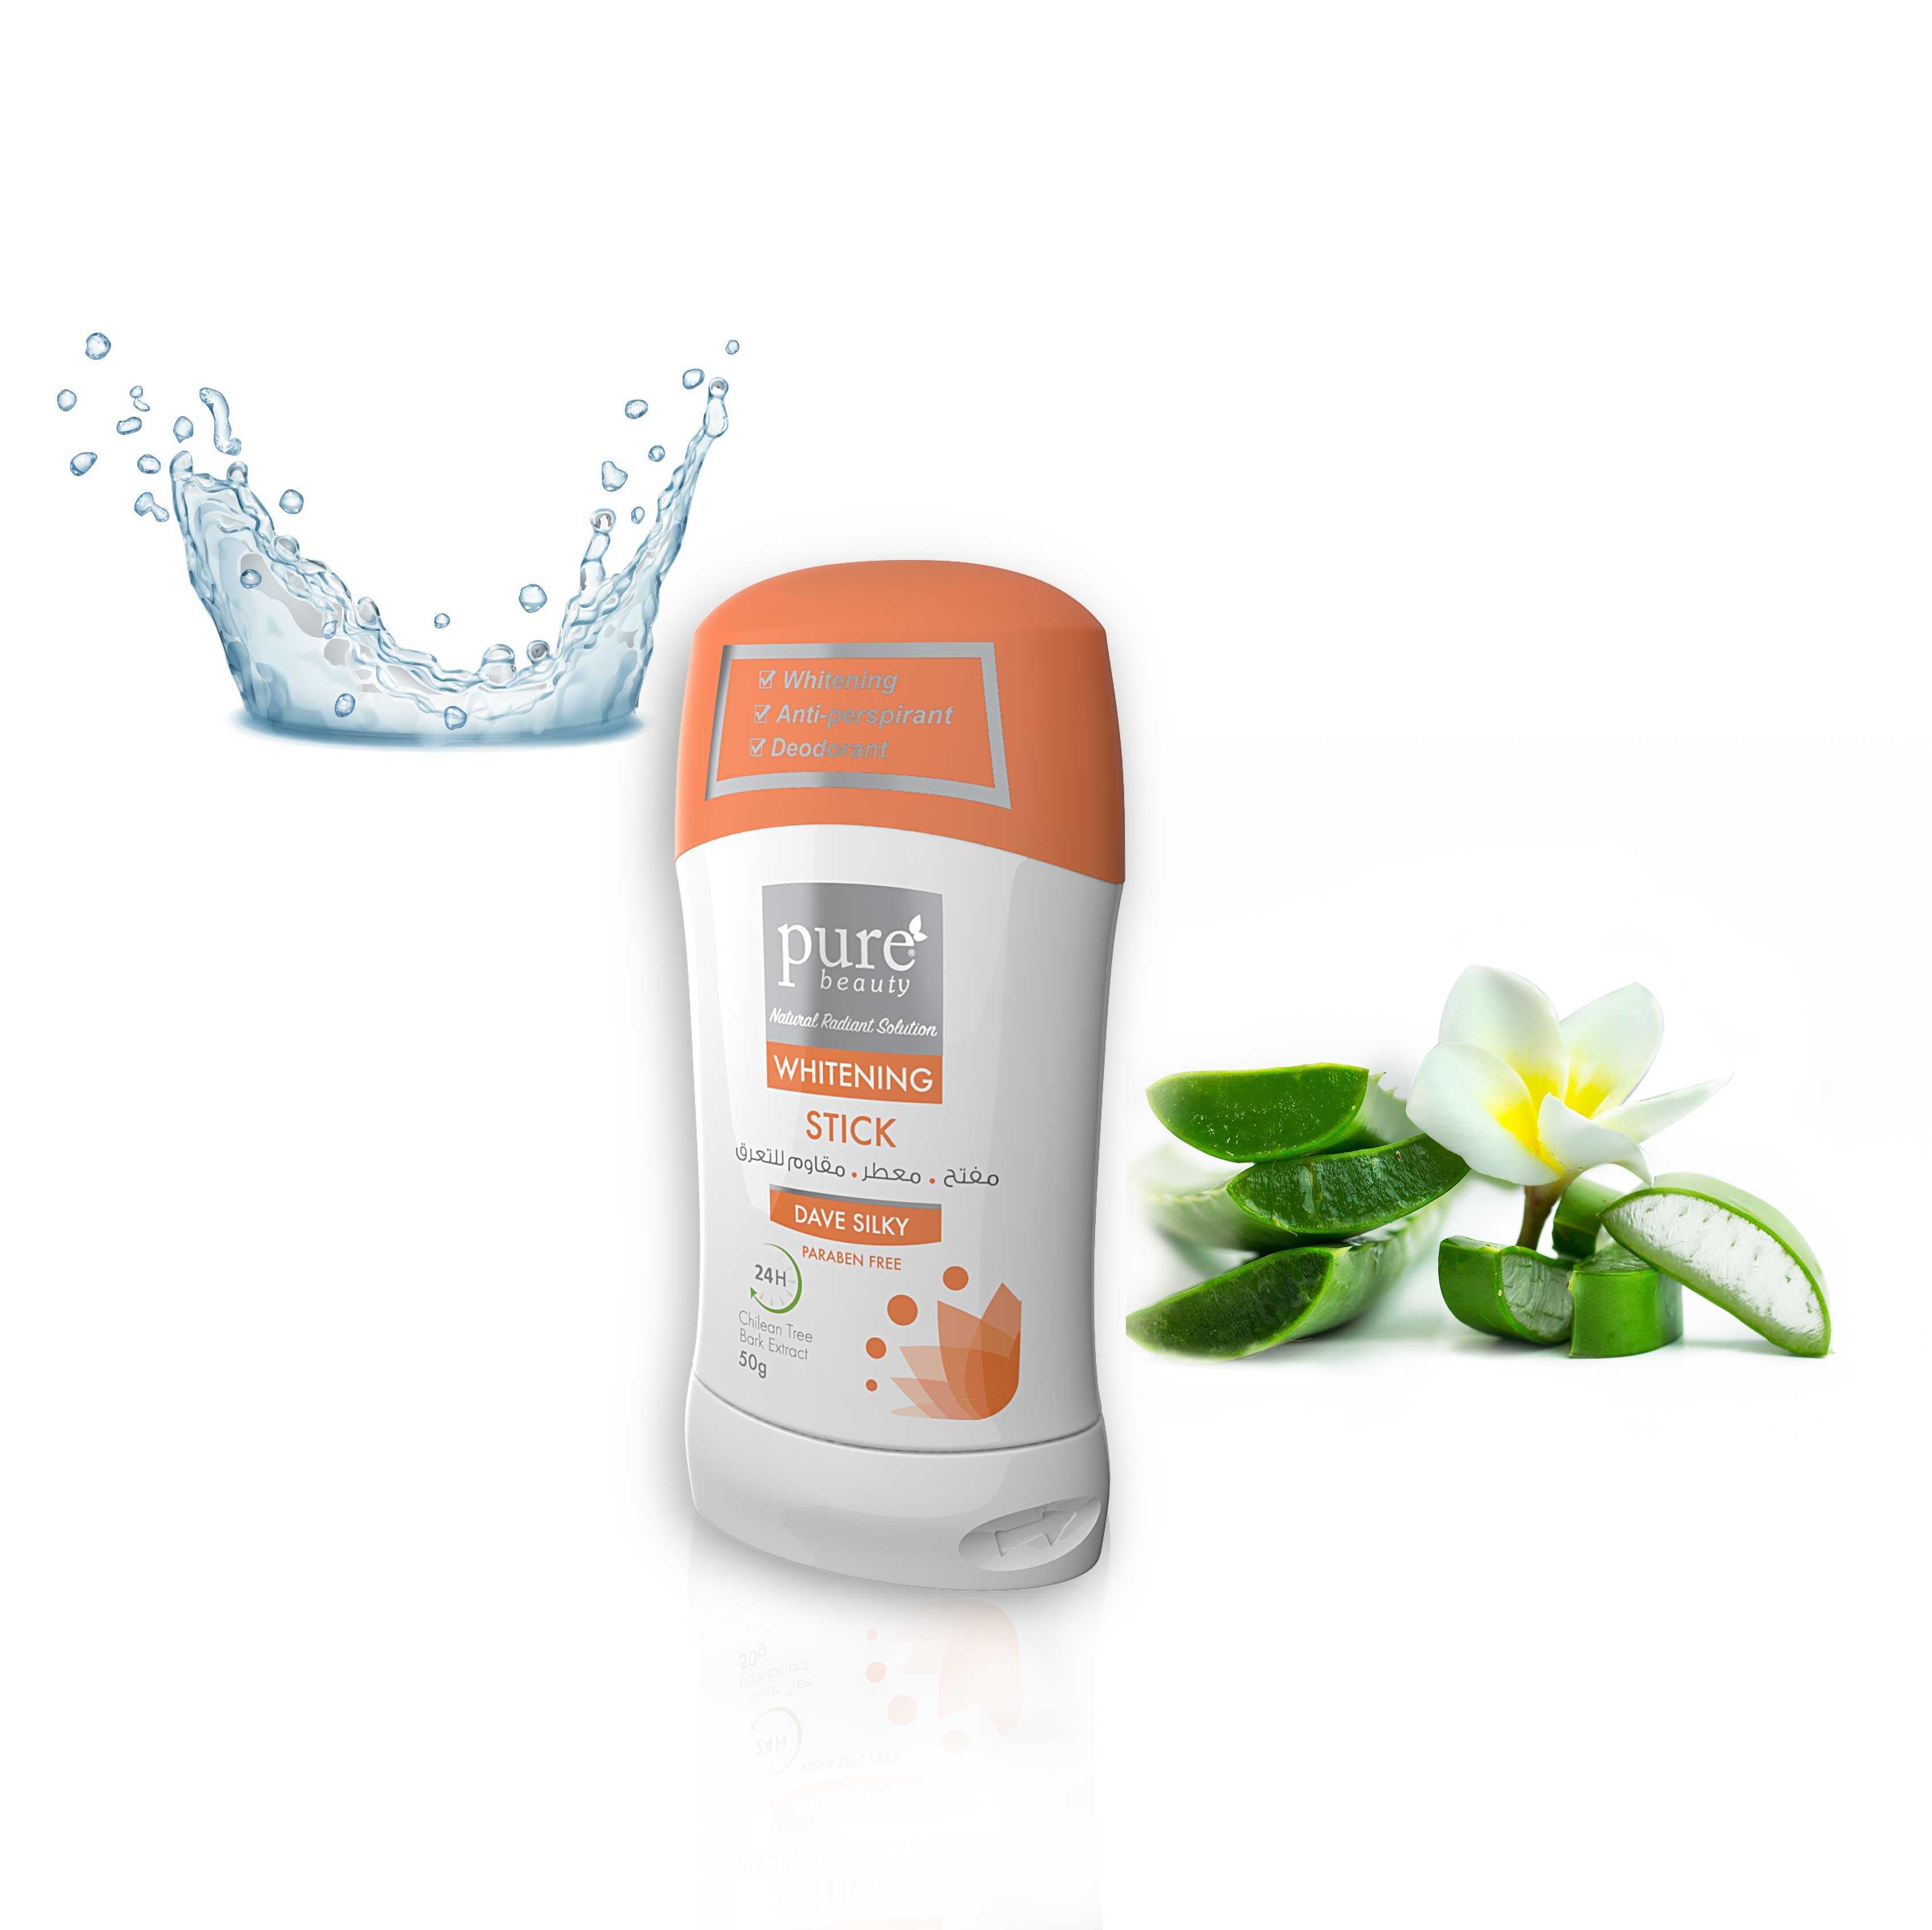 Whitening
Anti-perspirant
Deodorant
pure®
beauty
Natural Radiant Solution
WHITENING
STICK
مفتح • معطر • مقاوم للتعرق
DAVE SILKY
PARABEN FREE
24H
Chilean Tree
Bark Extract
50g